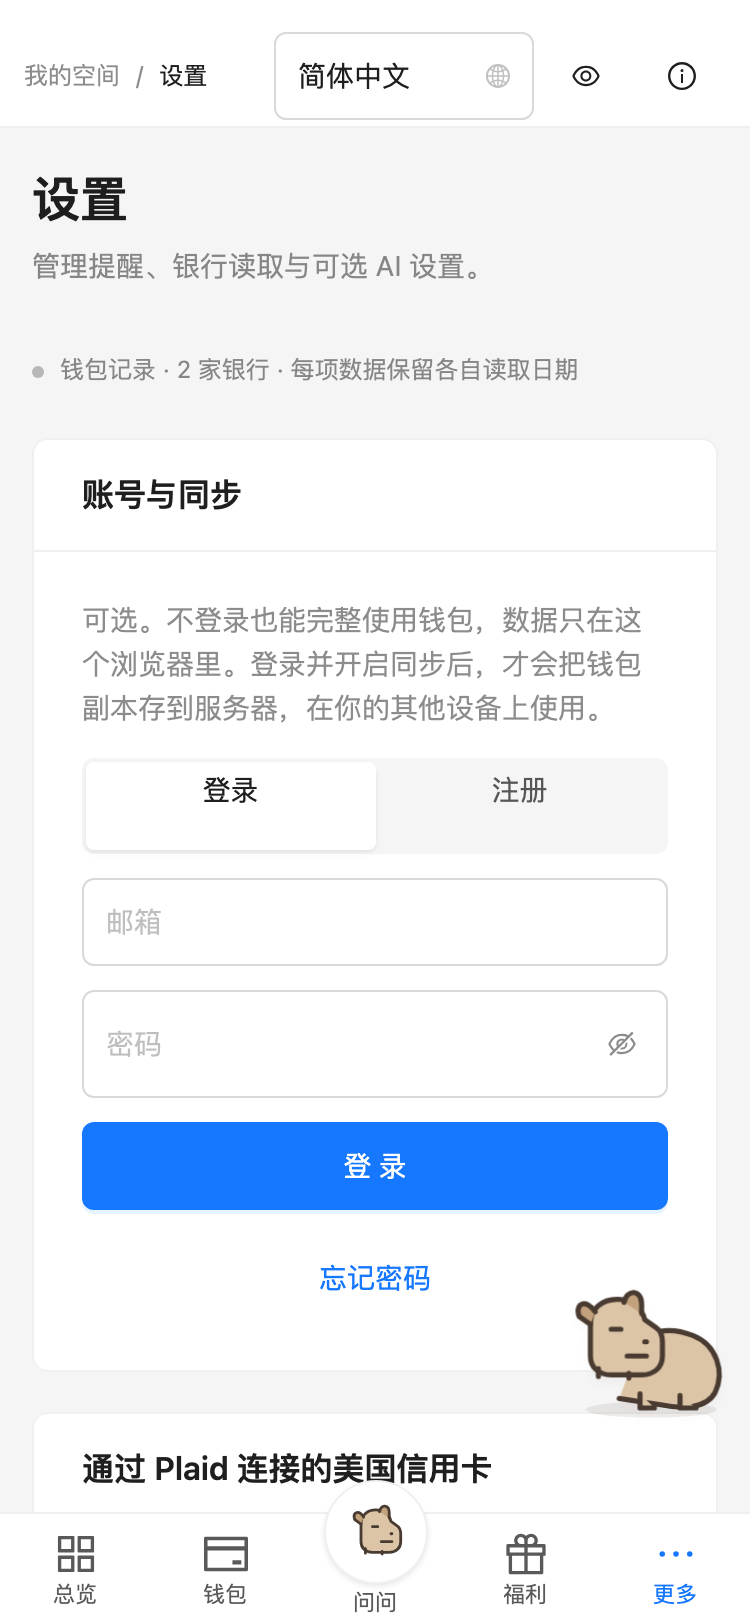 我的空间 / 设置
简体中文
设置
管理提醒、银行读取与可选 AI 设置。
钱包记录 · 2 家银行 · 每项数据保留各自读取日期
账号与同步
可选。不登录也能完整使用钱包，数据只在这
个浏览器里。登录并开启同步后，才会把钱包
副本存到服务器，在你的其他设备上使用。
登录
注册
邮箱
密码
登 录
忘记密码
通过 Plaid 连接的美国信用卡
总览
钱包
问问
福利
更多